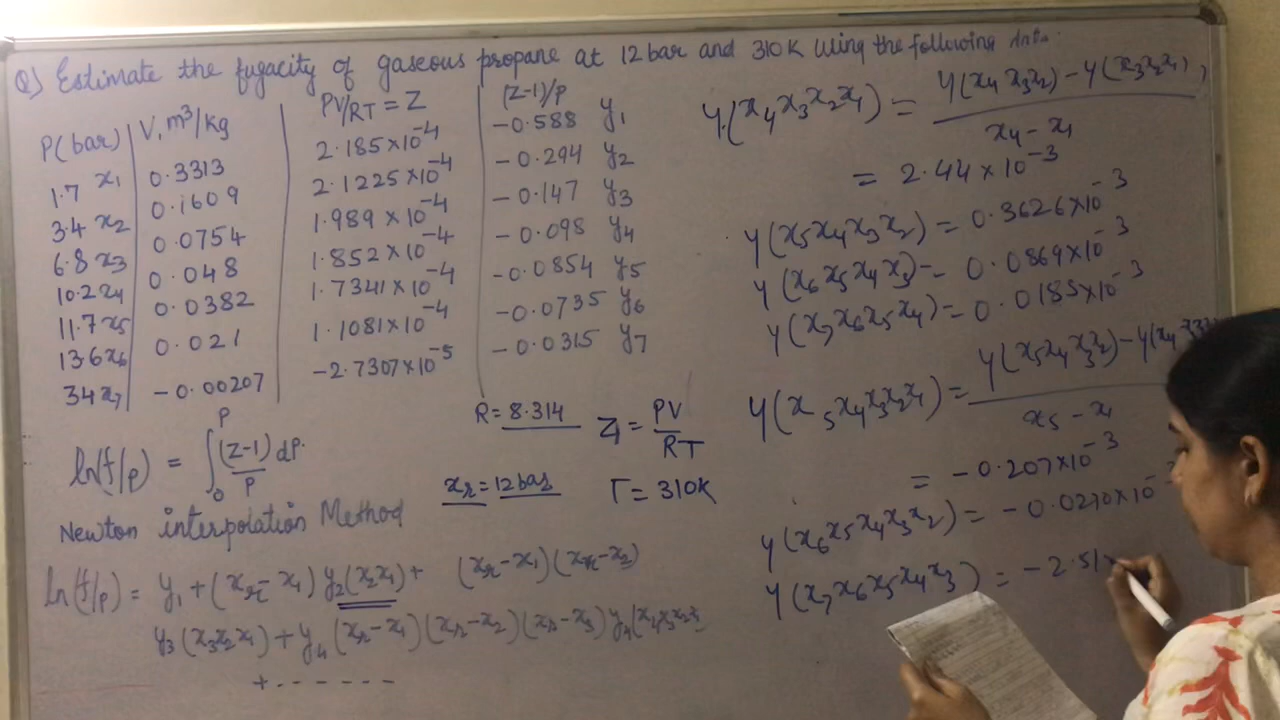 Q) Estimate the fugacity of gaseous propane at 12 bar and 310 K using the following data:
P(bar) | V, m³/kg | PV/RT = Z | (Z-1)/P
1.7 x₁ | 0.3313 | 2.185×10⁻⁴ | -0.588 y₁
3.4 x₂ | 0.1609 | 2.1225×10⁻⁴ | -0.294 y₂
6.8 x₃ | 0.0754 | 1.989×10⁻⁴ | -0.147 y₃
10.2 x₄ | 0.048 | 1.852×10⁻⁴ | -0.098 y₄
11.7 x₅ | 0.0382 | 1.7341×10⁻⁴ | -0.0854 y₅
13.6 x₆ | 0.021 | 1.1081×10⁻⁴ | -0.0735 y₆
34 x₇ | -0.00207 | -2.7307×10⁻⁵ | -0.0315 y₇
R = 8.314
Z = PV/RT
ln(f/p) = ∫₀ᴾ (Z-1)/P dP.
xᵣ = 12 bar
T = 310K
Newton interpolation Method
ln(f/p) = y₁ + (xᵣ - x₁) y₂(x₂x₁) + (xᵣ-x₁)(xᵣ-x₂)
y₃(x₃x₂x₁) + y₄(xᵣ-x₁)(xᵣ-x₂)(xᵣ-x₃) y₄(x₄x₃x₂x₁
+ - - - - - -
y(x₄x₃x₂x₁) = y(x₄x₃x₂) - y(x₃x₂x₁) / x₄ - x₁
= 2.44×10⁻³
y(x₅x₄x₃x₂) = 0.3626×10⁻³
y(x₆x₅x₄x₃) = 0.0869×10⁻³
y(x₇x₆x₅x₄) = 0.0185×10⁻³
y(x₅x₄x₃x₂x₁) = y(x₅x₄x₃x₂) - y(x₄ / x₅ - x₁
= -0.207×10⁻³
y(x₆x₅x₄x₃x₂) = -0.0270×10⁻
y(x₇x₆x₅x₄x₃) = -2.51×